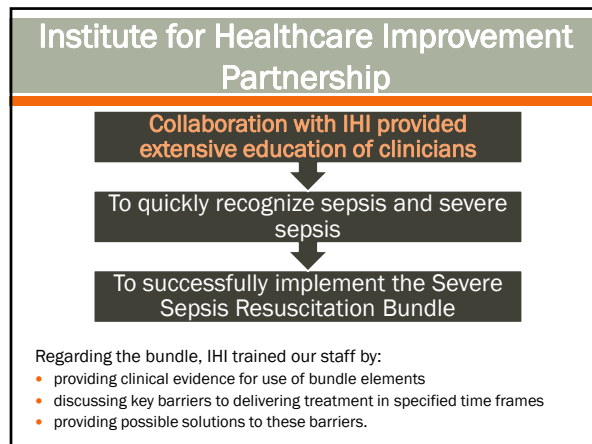 Institute for Healthcare Improvement
Partnership
Collaboration with IHI provided
extensive education of clinicians
To quickly recognize sepsis and severe
sepsis
To successfully implement the Severe
Sepsis Resuscitation Bundle
Regarding the bundle, IHI trained our staff by:
• providing clinical evidence for use of bundle elements
• discussing key barriers to delivering treatment in specified time frames
• providing possible solutions to these barriers.